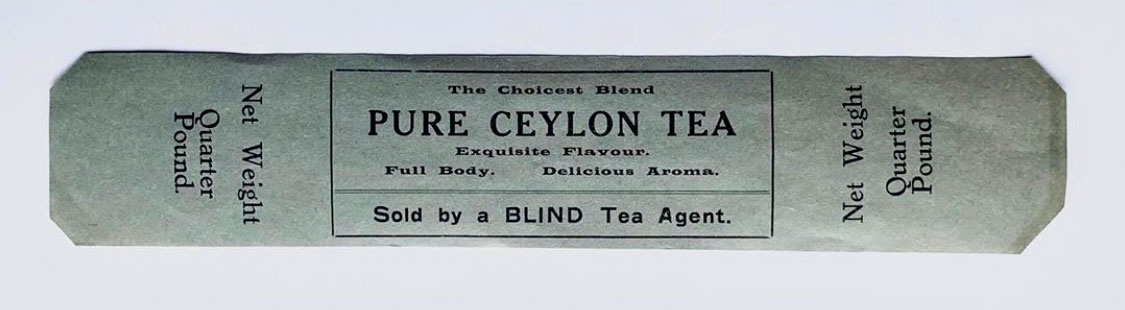 Net Weight
Quarter
Pound.
The Choicest Blend
PURE CEYLON TEA
Exquisite Flavour.
Full Body. Delicious Aroma.
Sold by a BLIND Tea Agent.
Net Weight
Quarter
Pound.